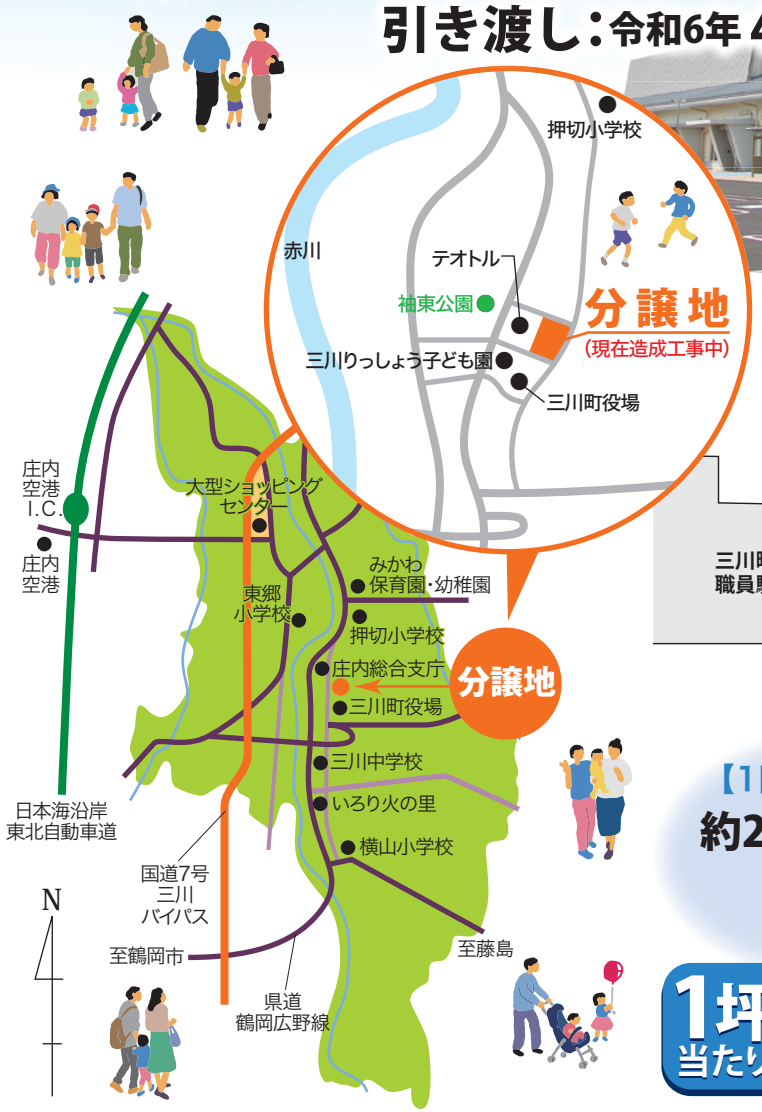 引き渡し：令和6年 4
押切小学校
赤川
テオトル
袖東公園
分譲地
(現在造成工事中)
三川りっしょう子ども園
三川町役場
庄内
空港
I.C.
庄内
空港
大型ショッピング
センター
みかわ
保育園・幼稚園
東郷
小学校
押切小学校
庄内総合支庁
分譲地
三川町役場
三川中学校
いろり火の里
横山小学校
日本海沿岸
東北自動車道
国道7号
三川
バイパス
N
至鶴岡市
至藤島
県道
鶴岡広野線
三川町
職員駐
【1区
約2
1坪
当たり